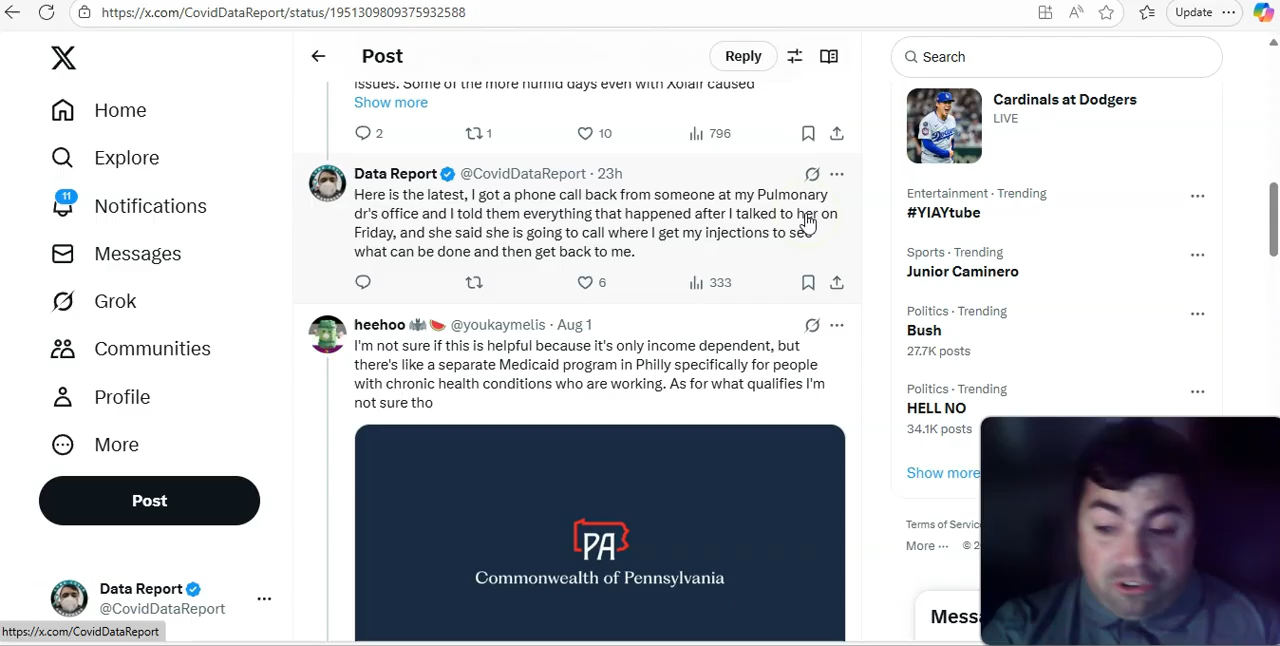 https://x.com/CovidDataReport/status/1951309809375932588
Update
Home
Explore
11
Notifications
Messages
Grok
Communities
Profile
More
Post
Data Report
@CovidDataReport
https://x.com/CovidDataReport
Post
Reply
issues. Some of the more humid days even with Xolair caused
Show more
2
1
10
796
Data Report @CovidDataReport · 23h
Here is the latest, I got a phone call back from someone at my Pulmonary
dr's office and I told them everything that happened after I talked to her on
Friday, and she said she is going to call where I get my injections to see
what can be done and then get back to me.
6
333
heehoo @youkaymelis · Aug 1
I'm not sure if this is helpful because it's only income dependent, but
there's like a separate Medicaid program in Philly specifically for people
with chronic health conditions who are working. As for what qualifies I'm
not sure tho
PA
Commonwealth of Pennsylvania
Search
Cardinals at Dodgers
LIVE
Entertainment · Trending
#YIAYtube
Sports · Trending
Junior Caminero
Politics · Trending
Bush
27.7K posts
Politics · Trending
HELL NO
34.1K posts
Show more
Terms of Servic
More ··· © 2
Messa